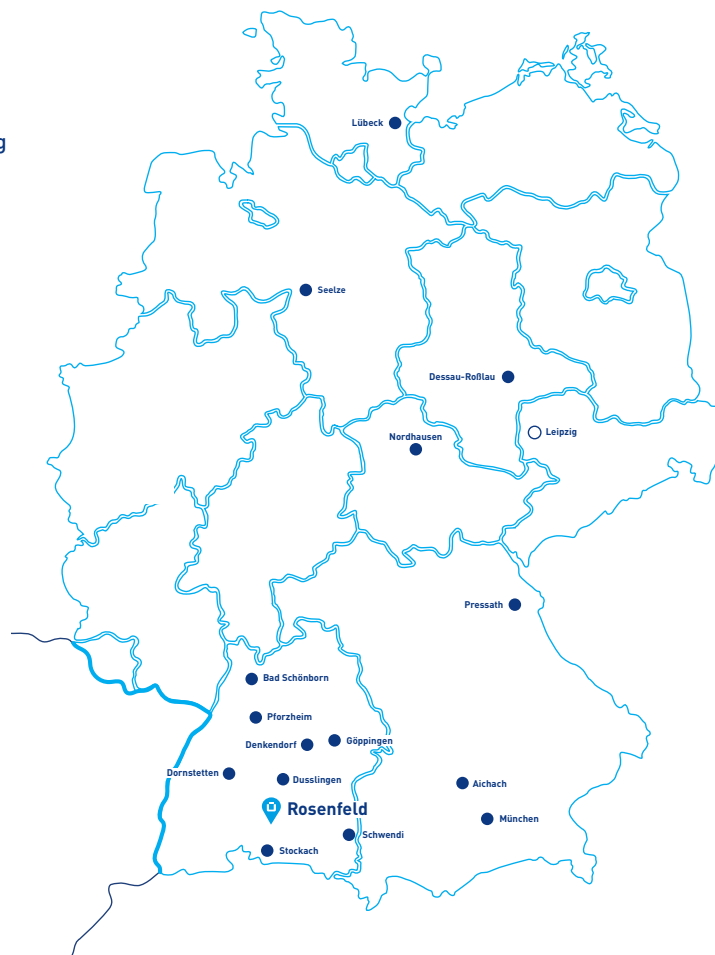 Lübeck
g
Seelze
Dessau-Roßlau
Leipzig
Nordhausen
Pressath
Bad Schönborn
Pforzheim
Denkendorf
Göppingen
Dornstetten
Dusslingen
Aichach
Rosenfeld
München
Schwendi
Stockach